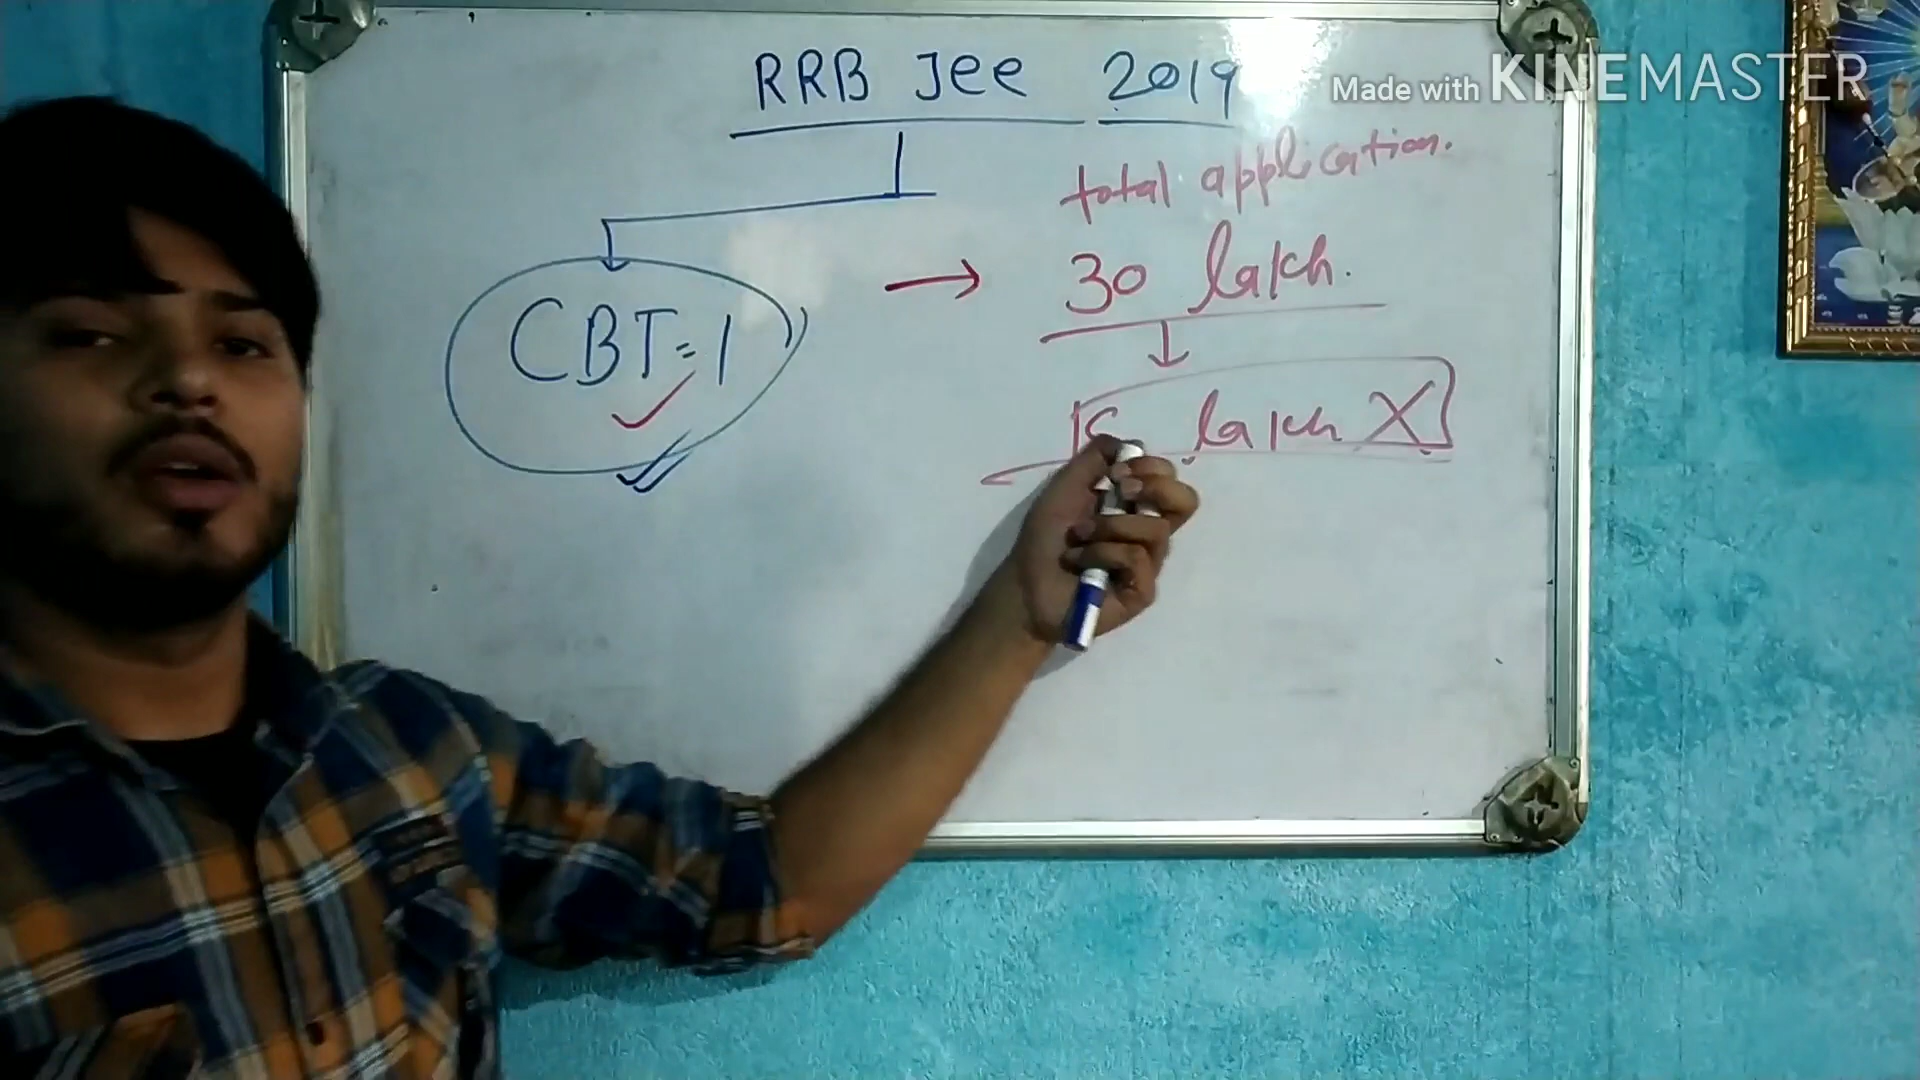 RRB Jee 2019
Made with KINEMASTER
total application.
30 lakh.
CBT = 1
lakh X